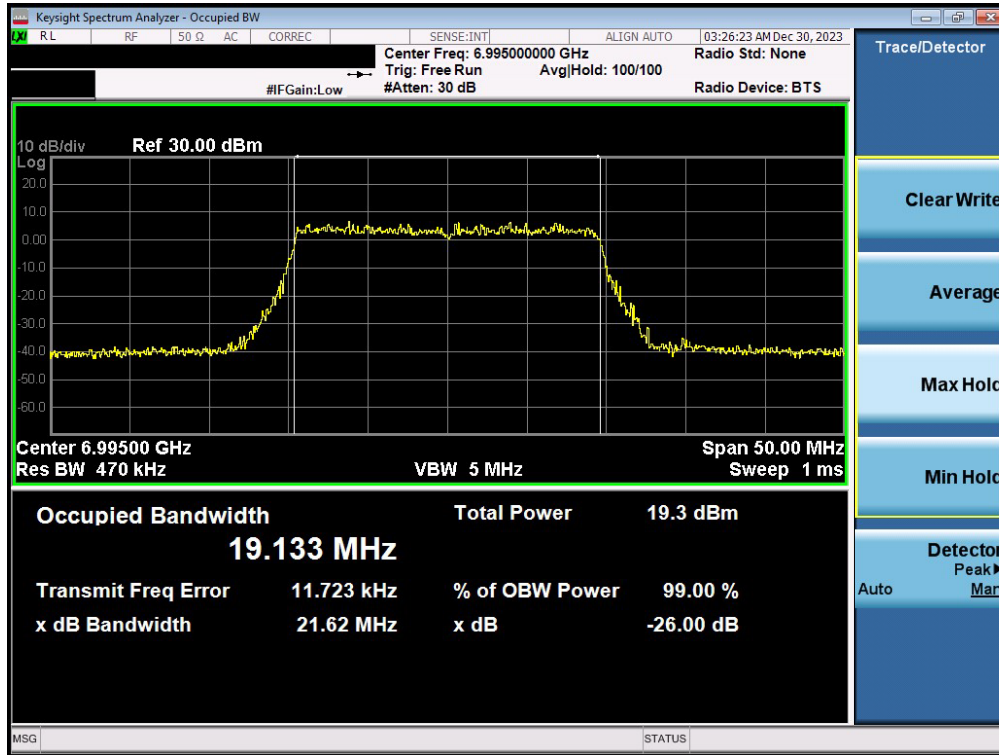 Keysight Spectrum Analyzer - Occupied BW
LXI RL RF 50 Ω AC CORREC SENSE:INT ALIGN AUTO 03:26:23 AM Dec 30, 2023
Center Freq: 6.995000000 GHz Radio Std: None
Trig: Free Run Avg|Hold: 100/100
#IFGain:Low #Atten: 30 dB Radio Device: BTS
Trace/Detector
10 dB/div Ref 30.00 dBm
Log
20.0
10.0
0.00
-10.0
-20.0
-30.0
-40.0
-50.0
-60.0
Center 6.99500 GHz Span 50.00 MHz
Res BW 470 kHz VBW 5 MHz Sweep 1 ms
Occupied Bandwidth Total Power 19.3 dBm
19.133 MHz
Transmit Freq Error 11.723 kHz % of OBW Power 99.00 %
x dB Bandwidth 21.62 MHz x dB -26.00 dB
Clear Write
Average
Max Hold
Min Hold
Detector
Peak
Auto Man
MSG STATUS